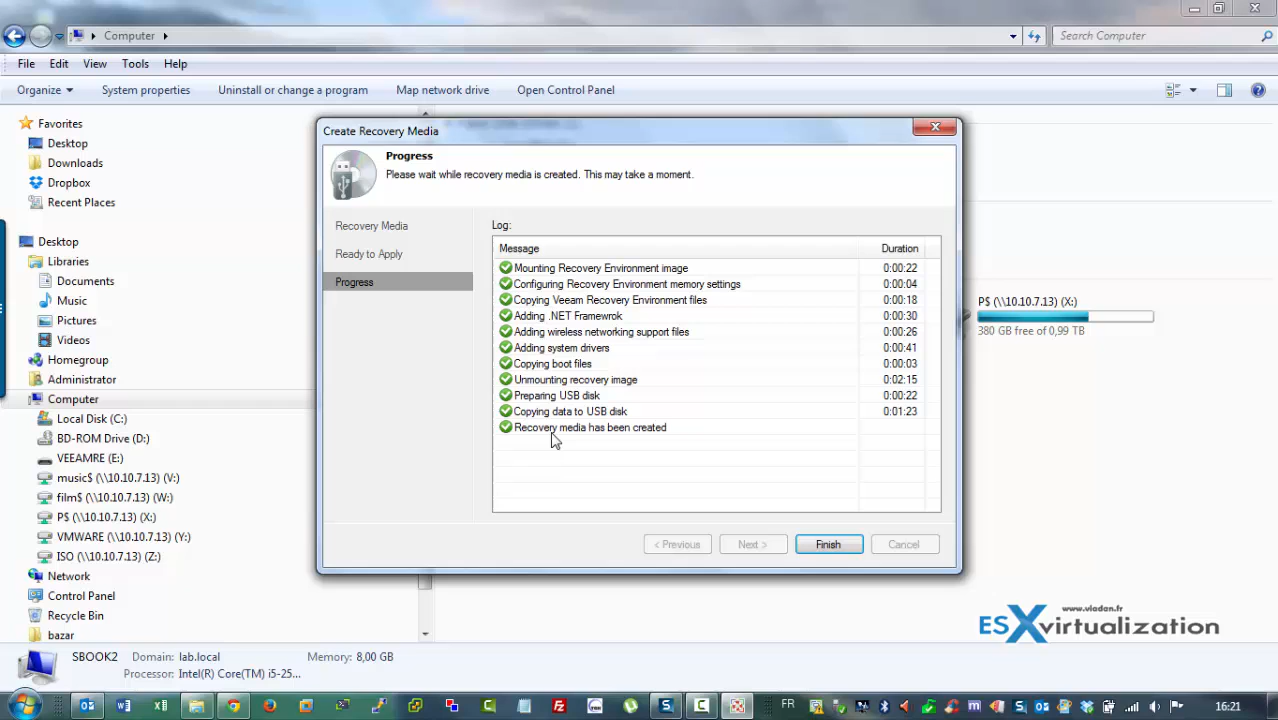 Computer
Search Computer
File Edit View Tools Help
Organize System properties Uninstall or change a program Map network drive Open Control Panel
Favorites
Desktop
Downloads
Dropbox
Recent Places
Desktop
Libraries
Documents
Music
Pictures
Videos
Homegroup
Administrator
Computer
Local Disk (C:)
BD-ROM Drive (D:)
VEEAMRE (E:)
music$ (\\10.10.7.13) (V:)
film$ (\\10.10.7.13) (W:)
P$ (\\10.10.7.13) (X:)
VMWARE (\\10.10.7.13) (Y:)
ISO (\\10.10.7.13) (Z:)
Network
Control Panel
Recycle Bin
bazar
Create Recovery Media
Progress
Please wait while recovery media is created. This may take a moment.
Recovery Media
Ready to Apply
Progress
Log:
Message Duration
Mounting Recovery Environment image 0:00:22
Configuring Recovery Environment memory settings 0:00:04
Copying Veeam Recovery Environment files 0:00:18
Adding .NET Framewrok 0:00:30
Adding wireless networking support files 0:00:26
Adding system drivers 0:00:41
Copying boot files 0:00:03
Unmounting recovery image 0:02:15
Preparing USB disk 0:00:22
Copying data to USB disk 0:01:23
Recovery media has been created
< Previous Next > Finish Cancel
P$ (\\10.10.7.13) (X:)
380 GB free of 0,99 TB
www.vladan.fr
ESXvirtualization
SBOOK2 Domain: lab.local Memory: 8,00 GB
Processor: Intel(R) Core(TM) i5-25...
FR
16:21